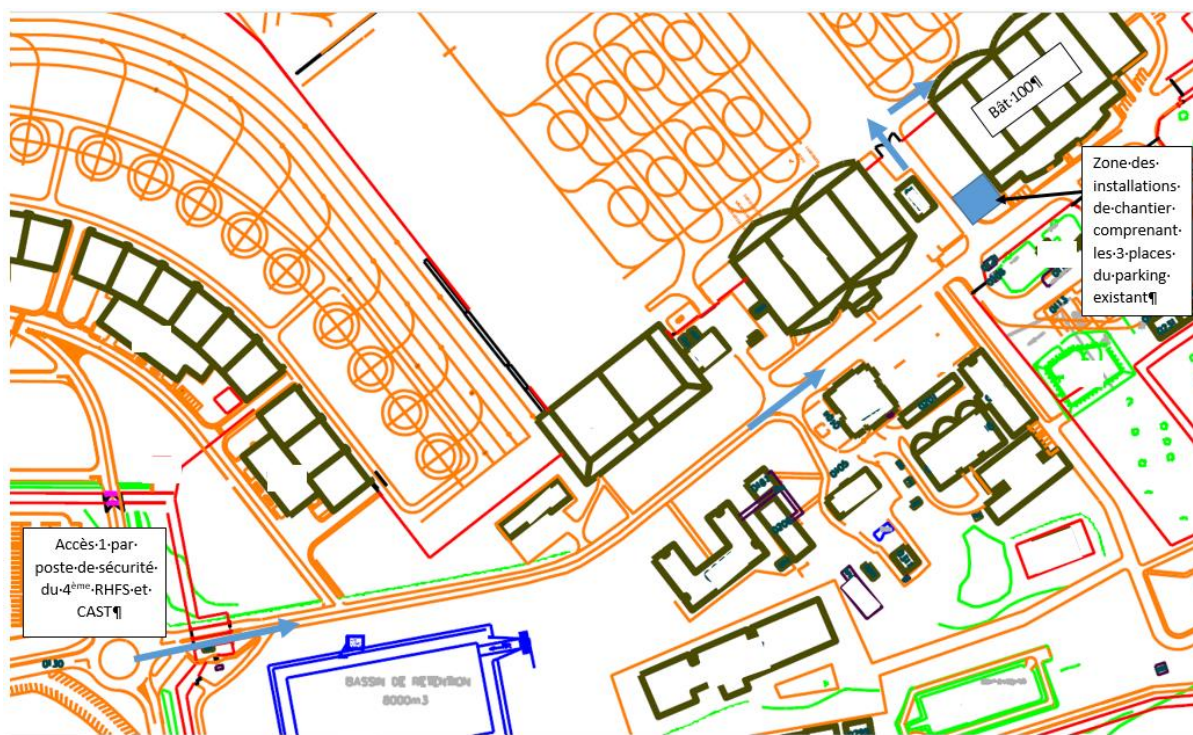 Bât·100¶
Zone·des·
installations·
de·chantier·
comprenant·
les·3·places·
du·parking·
existant¶
Accès·1·par·
poste·de·sécurité·
du·4ème·RHFS·et·
CAST¶
BASSIN DE RETENTION
8000m3